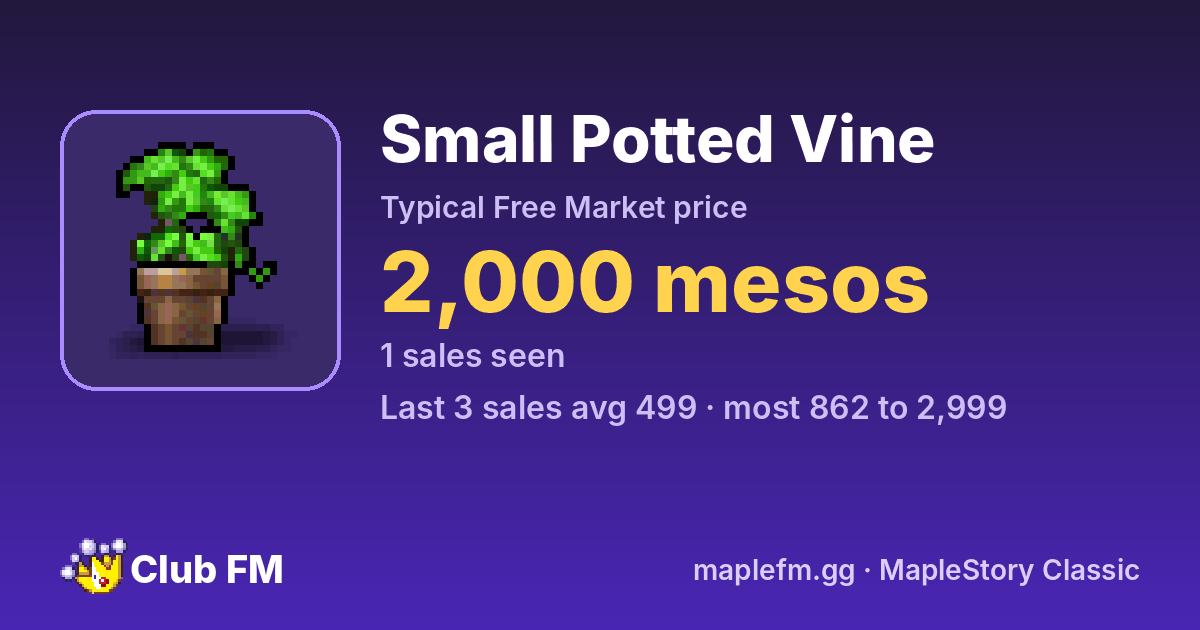 Small Potted Vine
Typical Free Market price
2,000 mesos
1 sales seen
Last 3 sales avg 499 · most 862 to 2,999
Club FM
maplefm.gg · MapleStory Classic